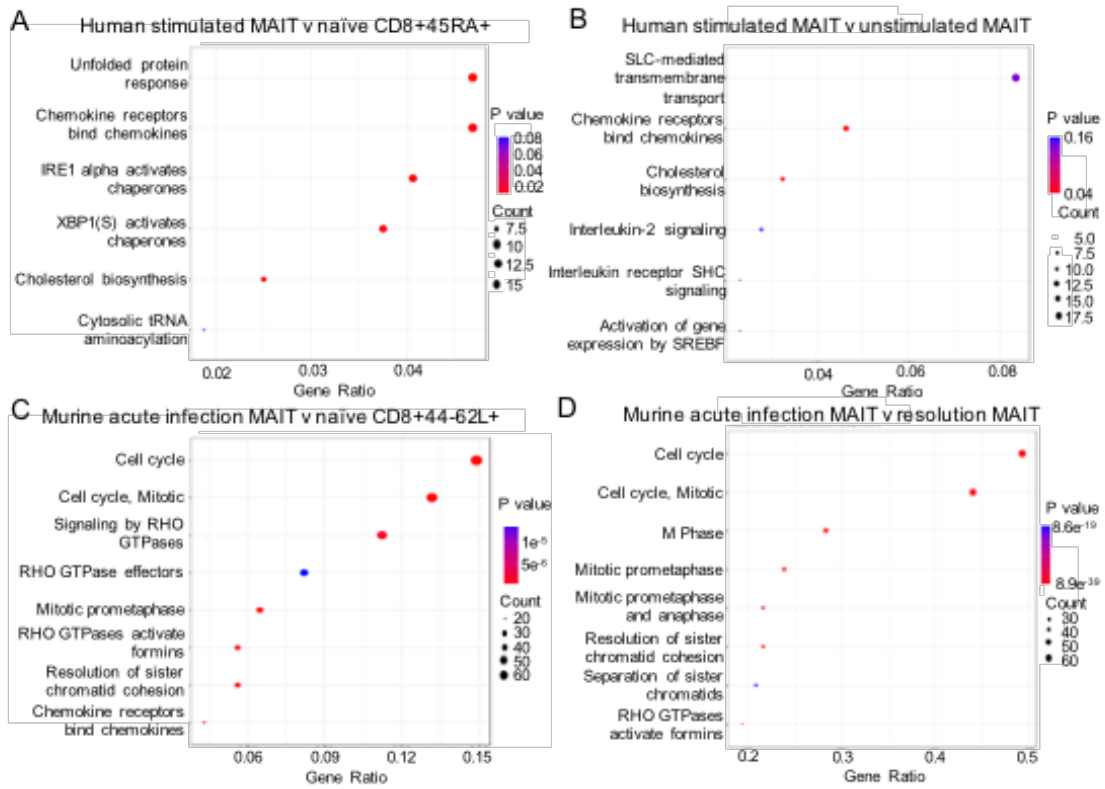 A
Human stimulated MAIT v naïve CD8+45RA+
Unfolded protein
response
Chemokine receptors
bind chemokines
IRE1 alpha activates
chaperones
XBP1(S) activates
chaperones
Cholesterol biosynthesis
Cytosolic tRNA
aminoacylation
0.02
0.03
0.04
Gene Ratio
P value
0.08
0.06
0.04
0.02
Count
7.5
10
12.5
15
B
Human stimulated MAIT v unstimulated MAIT
SLC-mediated
transmembrane
transport
Chemokine receptors
bind chemokines
Cholesterol
biosynthesis
Interleukin-2 signaling
Interleukin receptor SHC
signaling
Activation of gene
expression by SREBF
0.04
0.06
0.08
Gene Ratio
P value
0.16
0.04
Count
5.0
7.5
10.0
12.5
15.0
17.5
C
Murine acute infection MAIT v naïve CD8+44-62L+
Cell cycle
Cell cycle, Mitotic
Signaling by RHO
GTPases
RHO GTPase effectors
Mitotic prometaphase
RHO GTPases activate
formins
Resolution of sister
chromatid cohesion
Chemokine receptors
bind chemokines
0.06
0.09
0.12
0.15
Gene Ratio
P value
1e-5
5e-6
Count
20
30
40
50
60
D
Murine acute infection MAIT v resolution MAIT
Cell cycle
Cell cycle, Mitotic
M Phase
Mitotic prometaphase
Mitotic prometaphase
and anaphase
Resolution of sister
chromatid cohesion
Separation of sister
chromatids
RHO GTPases
activate formins
0.2
0.3
0.4
0.5
Gene Ratio
P value
8.6e-19
8.9e-39
Count
30
40
50
60